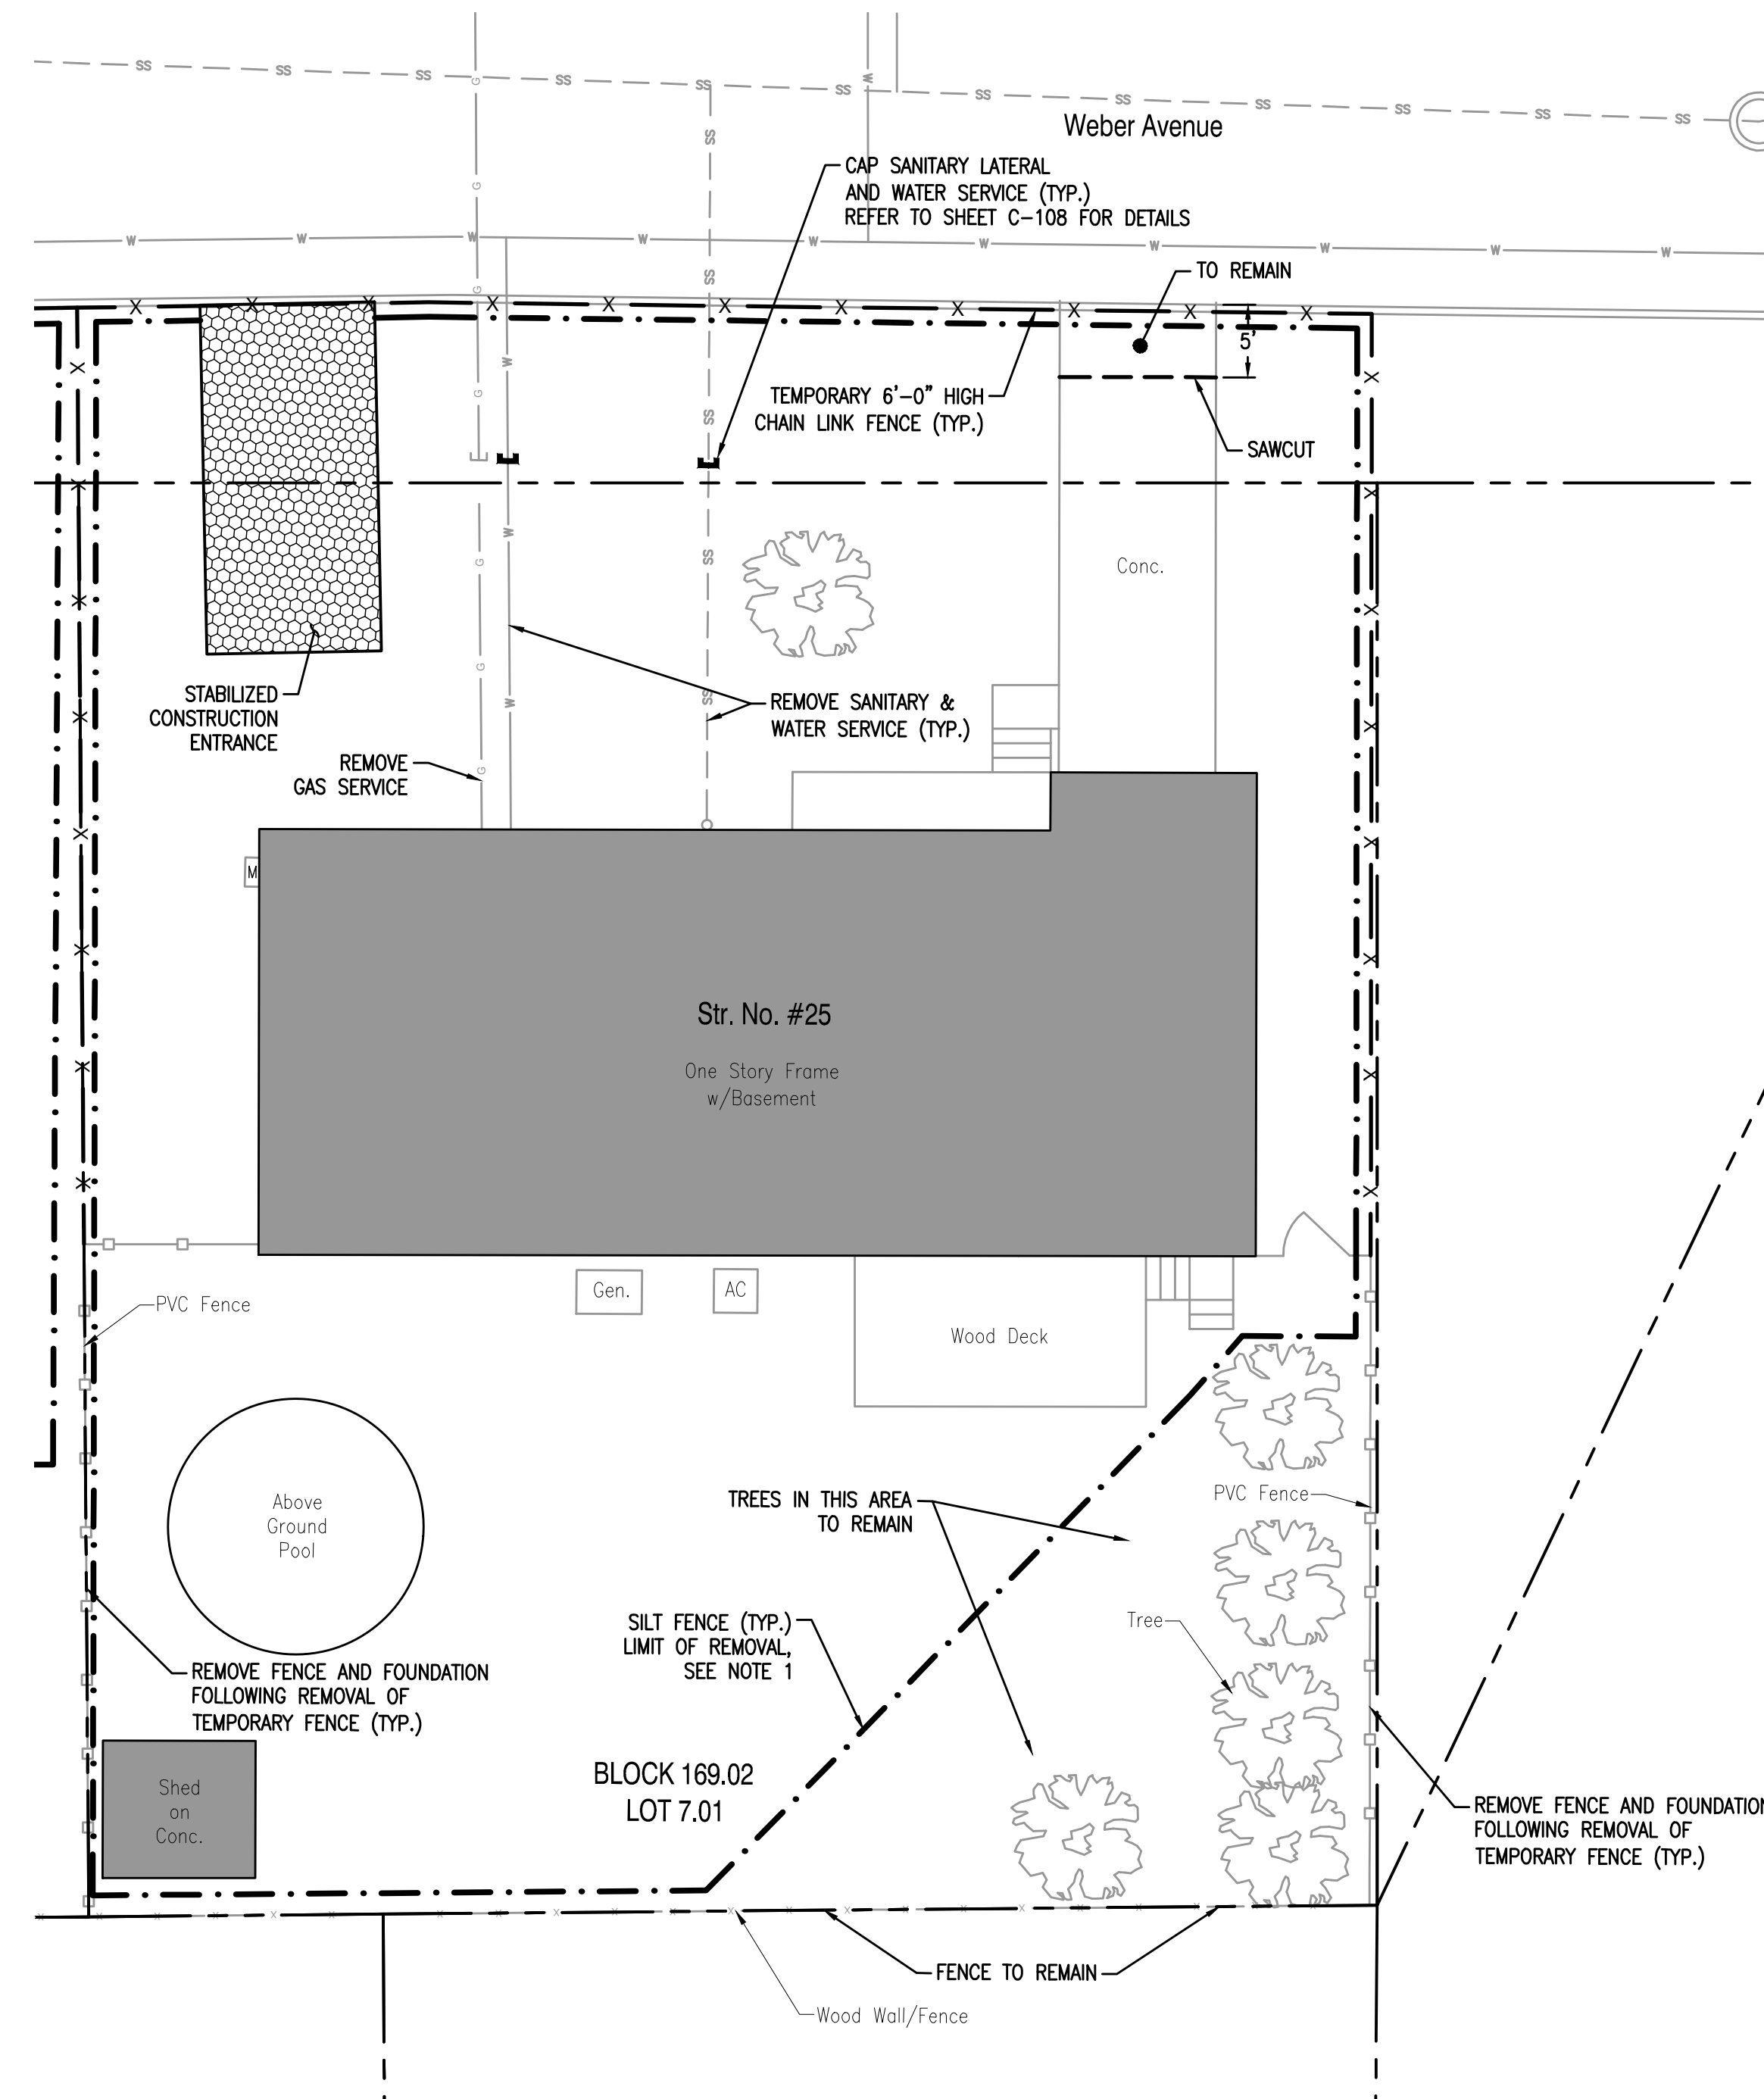 Weber Avenue
CAP SANITARY LATERAL
AND WATER SERVICE (TYP.)
REFER TO SHEET C-108 FOR DETAILS
TO REMAIN
5'
TEMPORARY 6'-0" HIGH
CHAIN LINK FENCE (TYP.)
SAWCUT
Conc.
STABILIZED
CONSTRUCTION
ENTRANCE
REMOVE SANITARY &
WATER SERVICE (TYP.)
REMOVE
GAS SERVICE
M
Str. No. #25
One Story Frame
w/Basement
PVC Fence
Gen.
AC
Wood Deck
Above
Ground
Pool
TREES IN THIS AREA
TO REMAIN
PVC Fence
SILT FENCE (TYP.)
LIMIT OF REMOVAL,
SEE NOTE 1
Tree
REMOVE FENCE AND FOUNDATION
FOLLOWING REMOVAL OF
TEMPORARY FENCE (TYP.)
BLOCK 169.02
LOT 7.01
Shed
on
Conc.
REMOVE FENCE AND FOUNDATION
FOLLOWING REMOVAL OF
TEMPORARY FENCE (TYP.)
FENCE TO REMAIN
Wood Wall/Fence